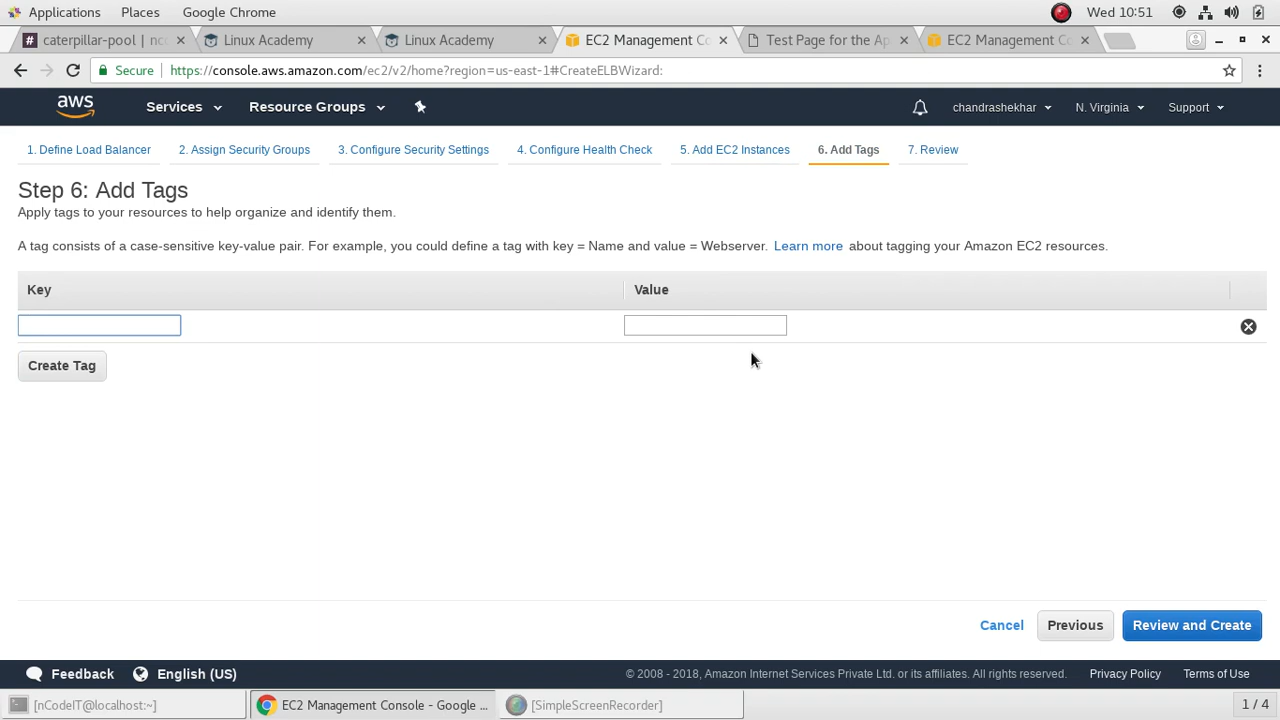 Applications Places Google Chrome Wed 10:51
caterpillar-pool | nco Linux Academy Linux Academy EC2 Management Co Test Page for the Ap EC2 Management Co
Secure https://console.aws.amazon.com/ec2/v2/home?region=us-east-1#CreateELBWizard:
aws Services Resource Groups chandrashekhar N. Virginia Support
1. Define Load Balancer 2. Assign Security Groups 3. Configure Security Settings 4. Configure Health Check 5. Add EC2 Instances 6. Add Tags 7. Review
Step 6: Add Tags
Apply tags to your resources to help organize and identify them.
A tag consists of a case-sensitive key-value pair. For example, you could define a tag with key = Name and value = Webserver. Learn more about tagging your Amazon EC2 resources.
Key Value
Create Tag
Cancel Previous Review and Create
Feedback English (US) © 2008 - 2018, Amazon Internet Services Private Ltd. or its affiliates. All rights reserved. Privacy Policy Terms of Use
[nCodeIT@localhost:~] EC2 Management Console - Google ... [SimpleScreenRecorder] 1 / 4